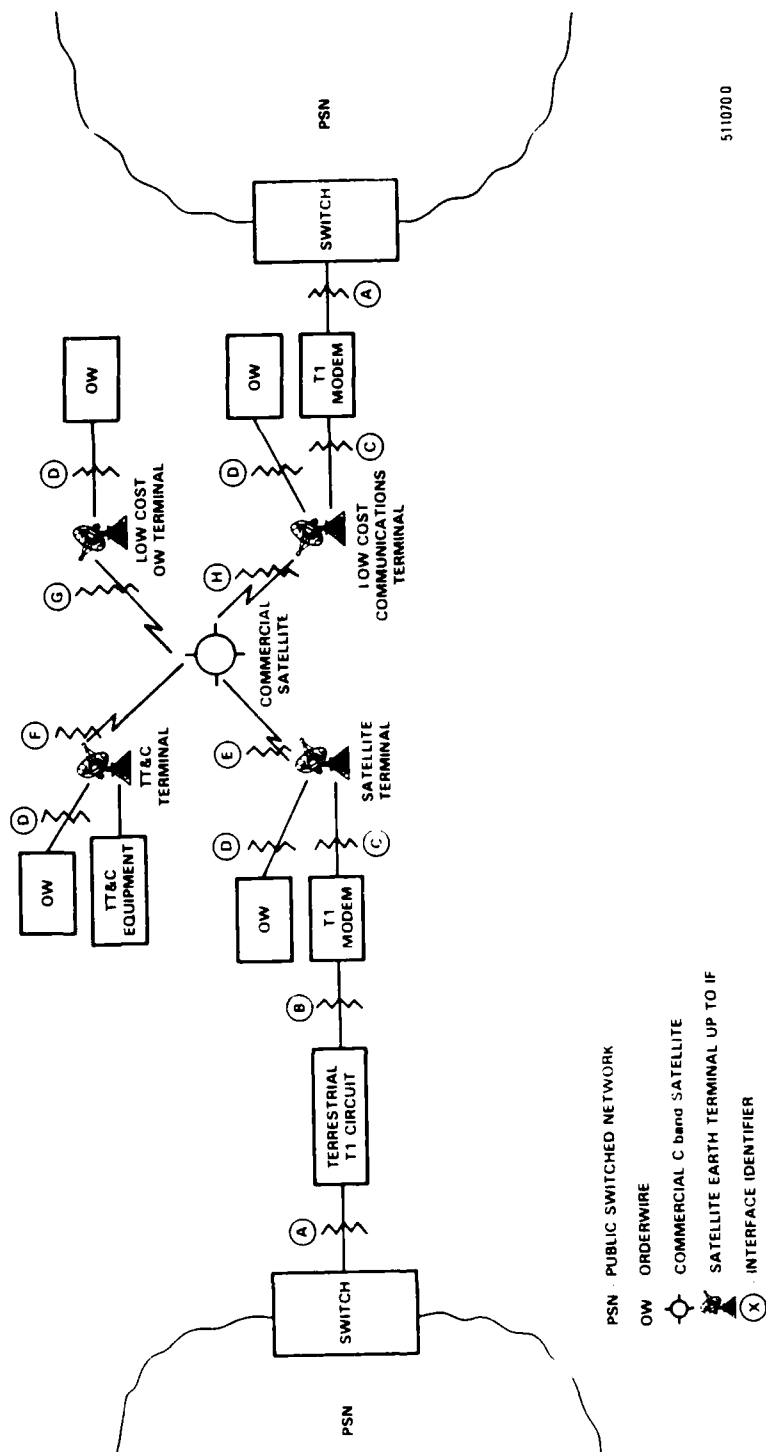 OW
TT&C
EQUIPMENT
D
F
TT&C
TERMINAL
G
D
LOW COST
OW TERMINAL
OW
COMMERCIAL
SATELLITE
PSN
SWITCH
A
TERRESTRIAL
T1 CIRCUIT
B
OW
T1
MODEM
D
C
E
SATELLITE
TERMINAL
H
LOW COST
COMMUNICATIONS
TERMINAL
D
C
OW
T1
MODEM
A
SWITCH
PSN
PSN - PUBLIC SWITCHED NETWORK
OW ORDERWIRE
COMMERCIAL C band SATELLITE
SATELLITE EARTH TERMINAL UP TO IF
X - INTERFACE IDENTIFIER
5110700